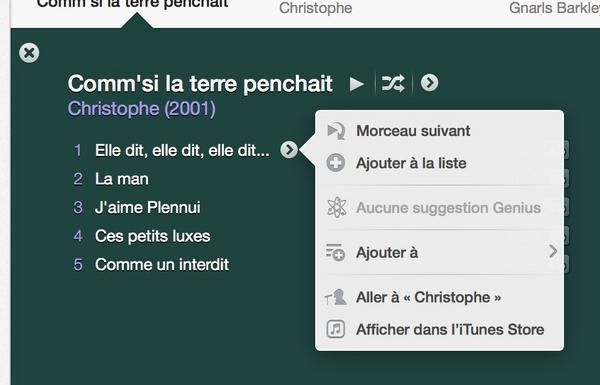 Comm'si la terre penchait
Christophe
Gnarls Barkley
Comm'si la terre penchait
Christophe (2001)
1 Elle dit, elle dit, elle dit...
2 La man
3 J'aime Plennui
4 Ces petits luxes
5 Comme un interdit
Morceau suivant
Ajouter à la liste
Aucune suggestion Genius
Ajouter à
Aller à « Christophe »
Afficher dans l'iTunes Store